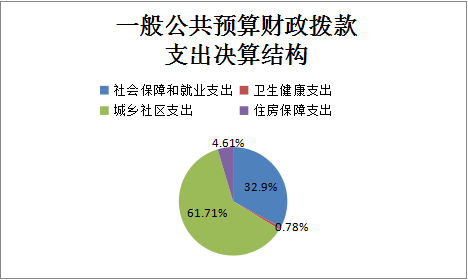 一般公共预算财政拨款
支出决算结构
社会保障和就业支出 卫生健康支出
城乡社区支出 住房保障支出
4.61%
32.9%
61.71%
0.78%